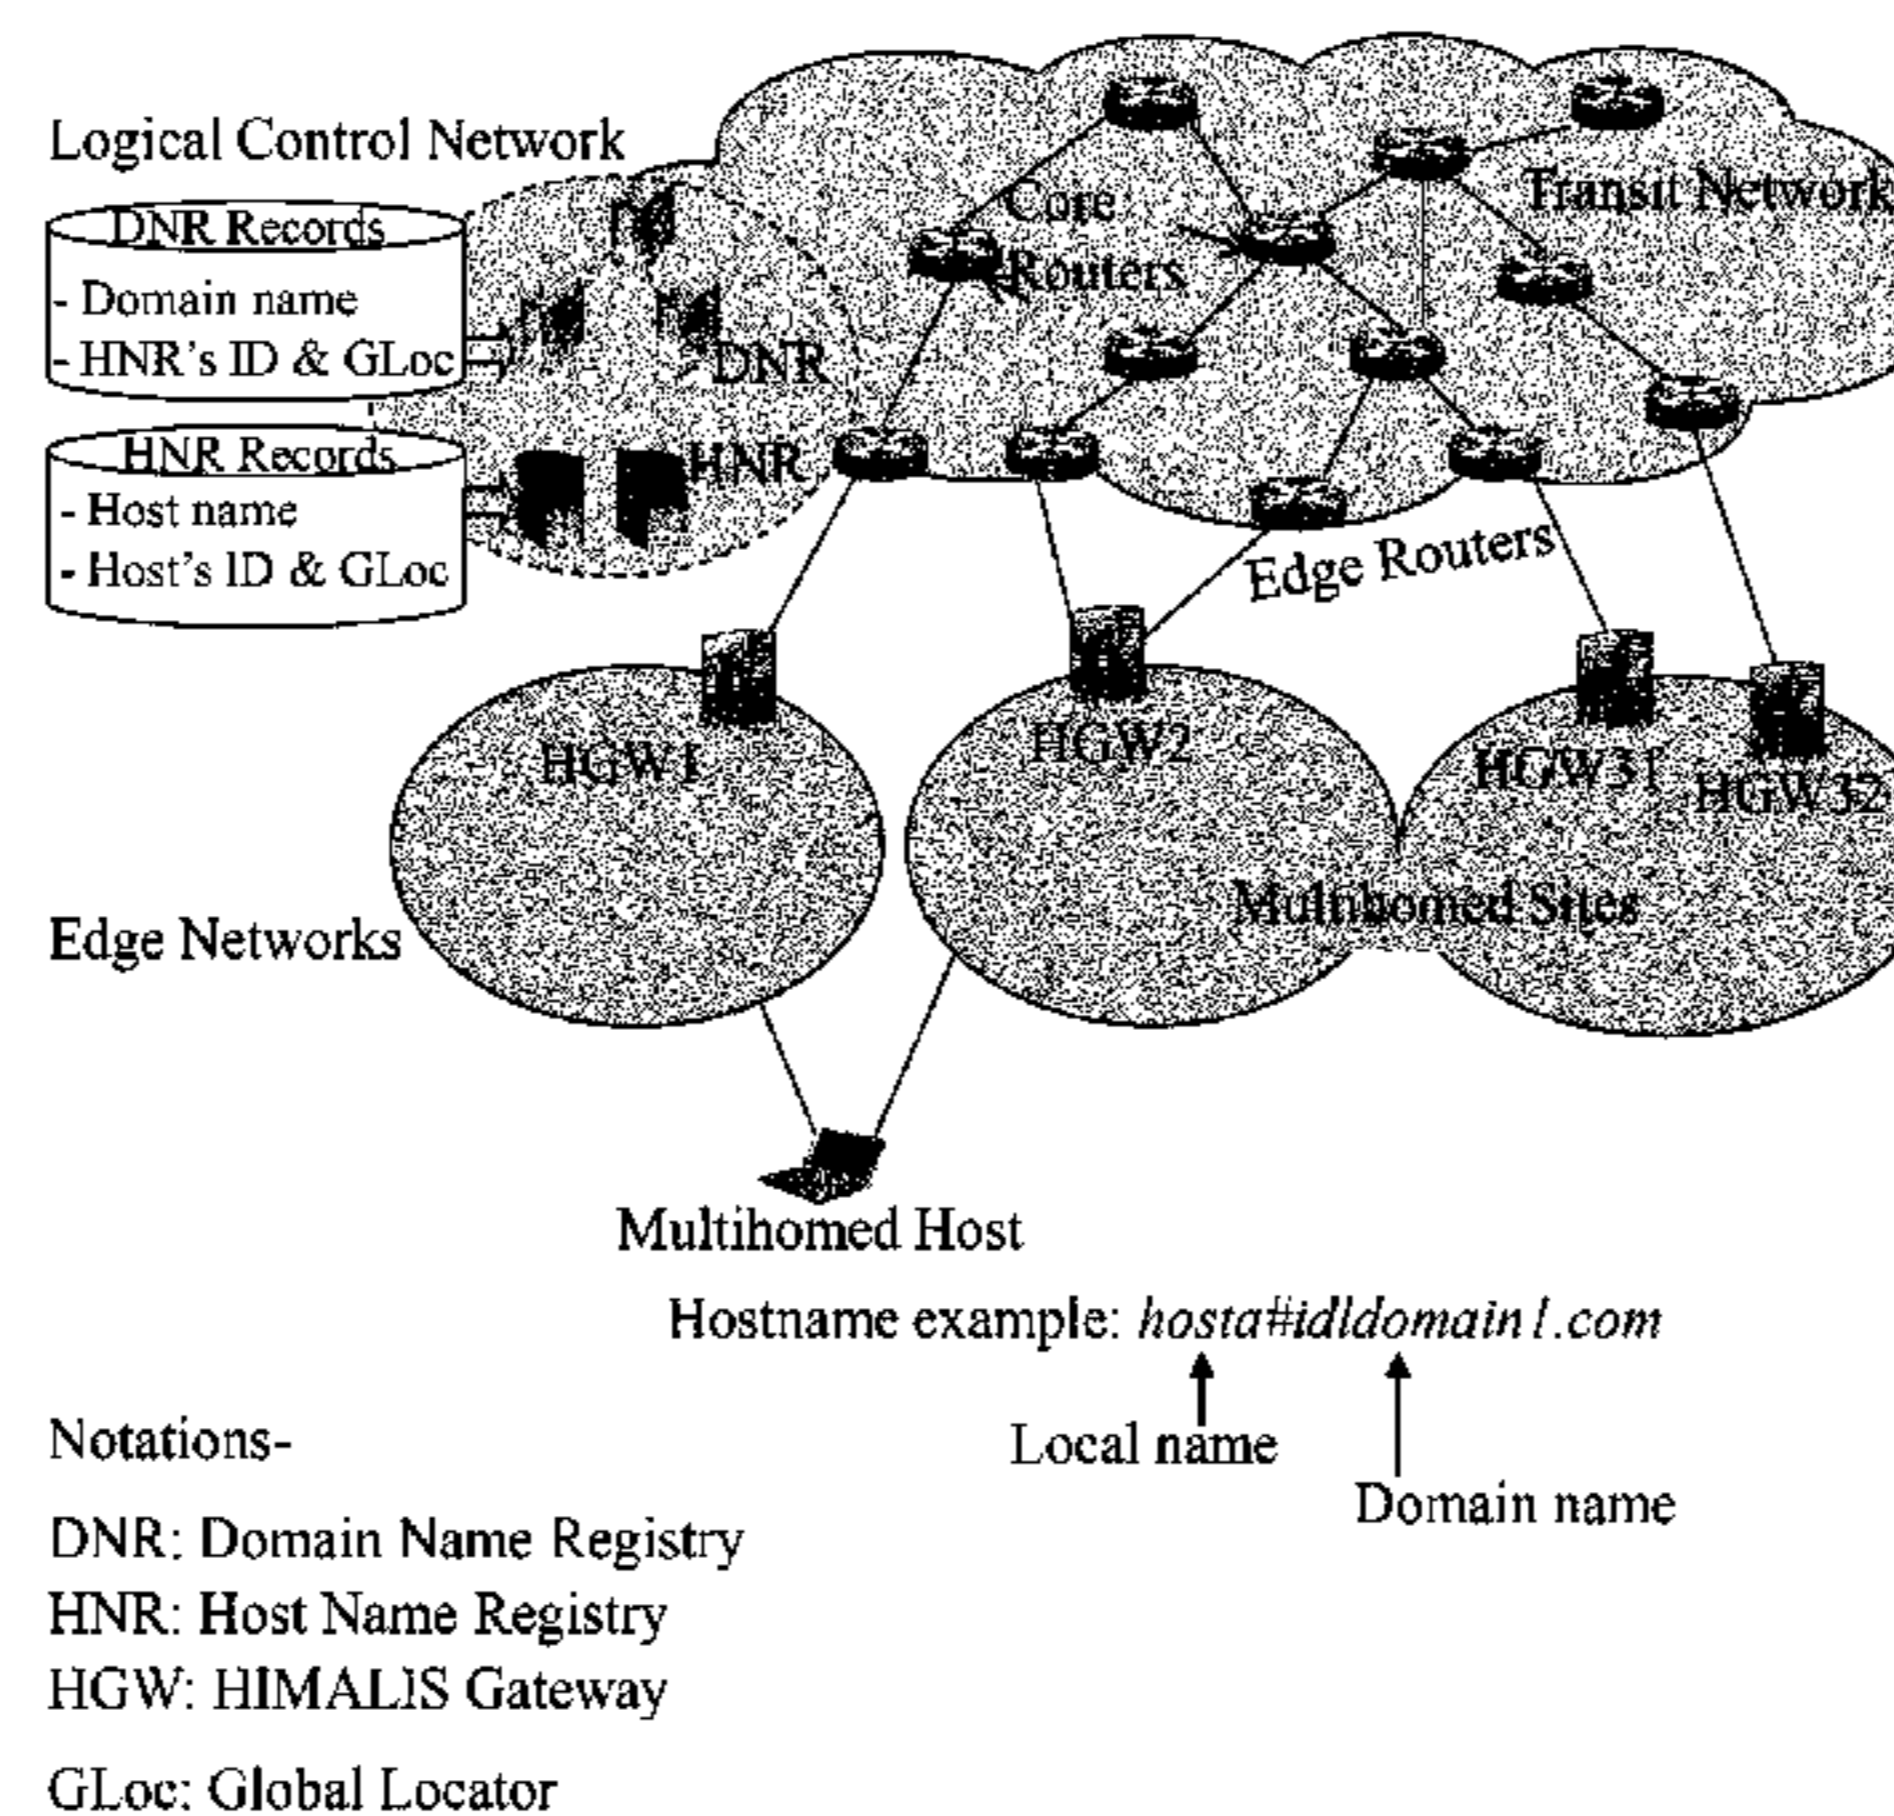 Logical Control Network
DNR Records
- Domain name
- HNR's ID & GLoc
HNR Records
- Host name
- Host's ID & GLoc
DNR
HNR
Core
Routers
Transit Network
Edge Routers
HGW1
HGW2
HGW31
HGW32
Multihomed Sites
Edge Networks
Multihomed Host
Hostname example: hosta#idldomain1.com
Local name
Domain name
Notations-
DNR: Domain Name Registry
HNR: Host Name Registry
HGW: HIMALIS Gateway
GLoc: Global Locator